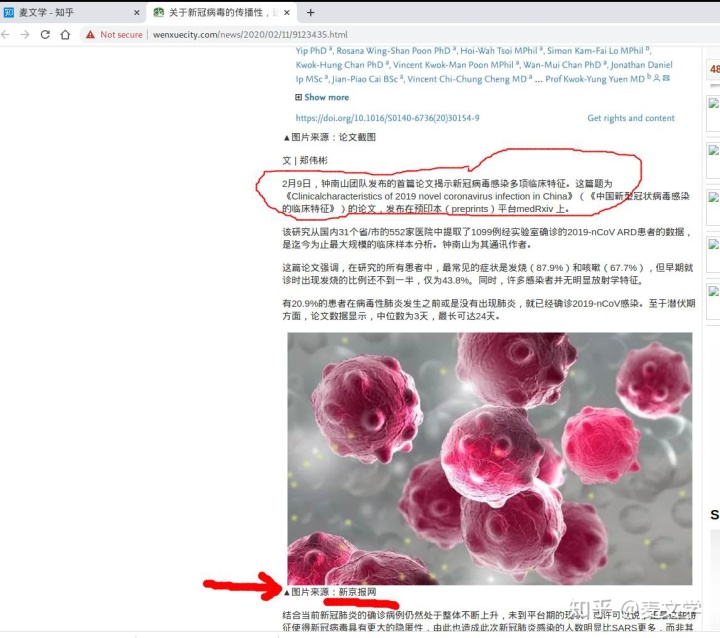 麦文学 - 知乎
关于新冠病毒的传播性，
Not secure | wenxuecity.com/news/2020/02/11/9123435.html
Yip PhD a, Rosana Wing-Shan Poon PhD a, Hoi-Wah Tsoi MPhil a, Simon Kam-Fai Lo MPhil b,
Kwok-Hung Chan PhD a, Vincent Kwok-Man Poon MPhil a, Wan-Mui Chan PhD a, Jonathan Daniel
Ip MSc a, Jian-Piao Cai BSc a, Vincent Chi-Chung Cheng MD a ... Prof Kwok-Yung Yuen MD b
Show more
https://doi.org/10.1016/S0140-6736(20)30154-9 Get rights and content
▲图片来源：论文截图
文 | 郑伟彬
2月9日，钟南山团队发布的首篇论文揭示新冠病毒感染多项临床特征。这篇题为
《Clinicalcharacteristics of 2019 novel coronavirus infection in China》（《中国新型冠状病毒感染
的临床特征》）的论文，发布在预印本（preprints）平台medRxiv 上。
该研究从国内31个省/市的552家医院中提取了1099例经实验室确诊的2019-nCoV ARD患者的数据，
是迄今为止最大规模的临床样本分析。钟南山为其通讯作者。
这篇论文强调，在研究的所有患者中，最常见的症状是发烧（87.9%）和咳嗽（67.7%），但早期就
诊时出现发烧的比例还不到一半，仅为43.8%。同时，许多感染者并无明显放射学特征。
有20.9%的患者在病毒性肺炎发生之前或是没有出现肺炎，就已经确诊2019-nCoV感染。至于潜伏期
方面，论文数据显示，中位数为3天，最长可达24天。
▲图片来源：新京报网
结合当前新冠肺炎的确诊病例仍然处于整体不断上升，未到平台期的现
征使得新冠病毒具有更大的隐匿性，由此也造成此次新冠肺炎感染的人数明显比SARS更多，而非其
知乎 @麦文学
48
S